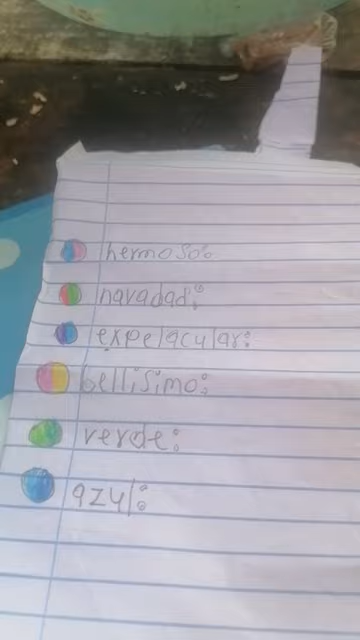 hermoso:
navadad:
expelacular:
bellisimo:
verde:
azul: